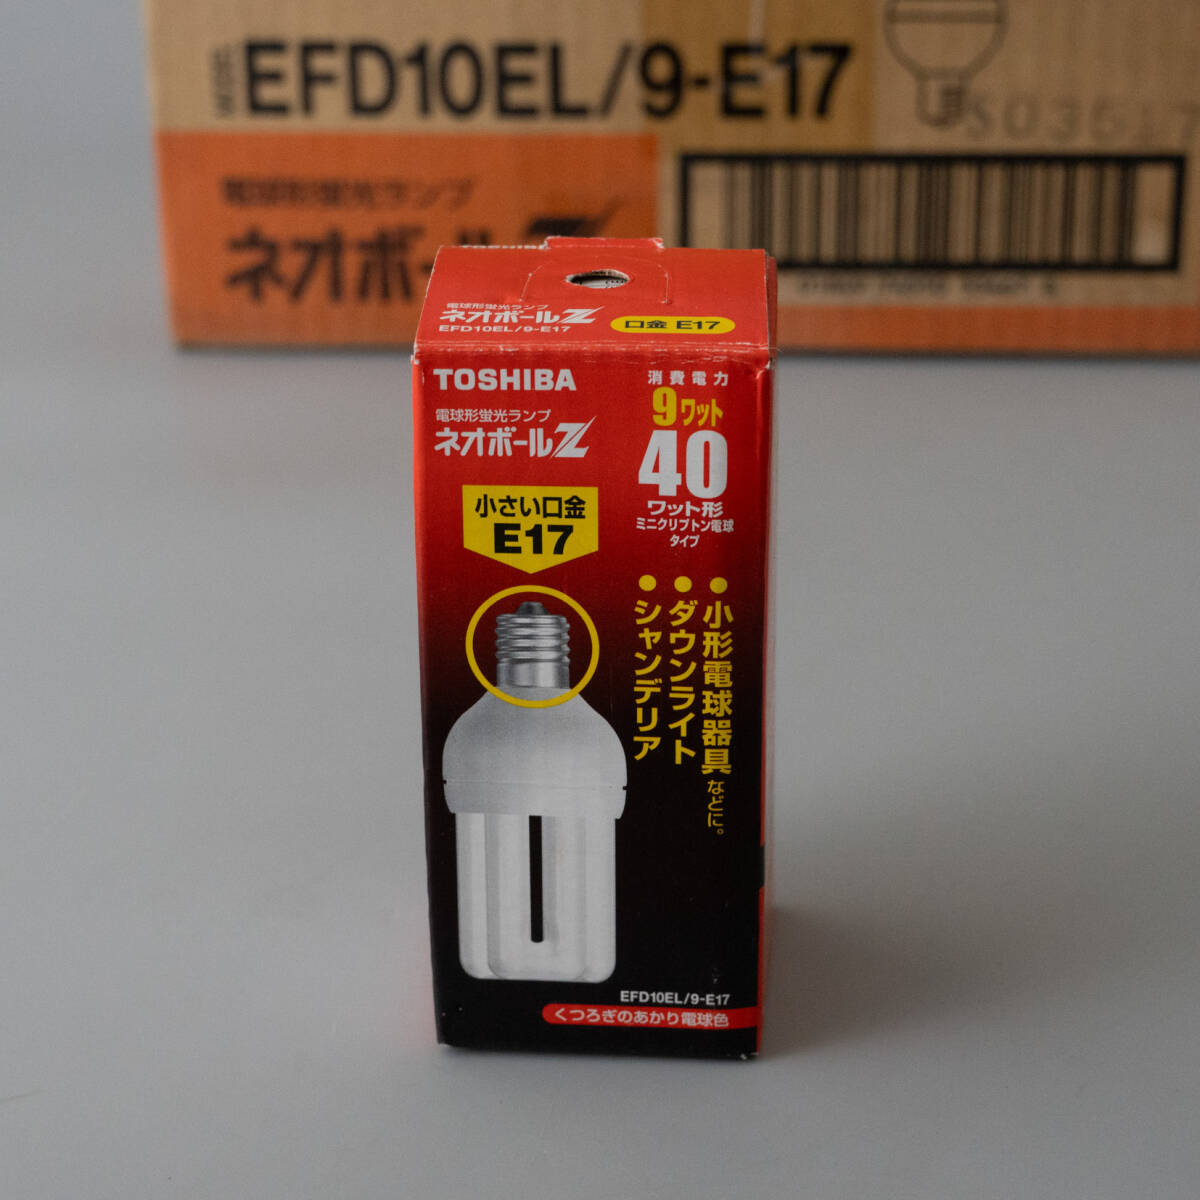 MODEL EFD10EL/9-E17
S03517
電球形蛍光ランプ
ネオボールZ
TOSHIBA
電球形蛍光ランプ
ネオボールZ
EFD10EL/9-E17
口金 E17
TOSHIBA
電球形蛍光ランプ
ネオボールZ
消費電力
9ワット
40
ワット形
ミニクリプトン電球
タイプ
小さい口金
E17
●小形電球器具などに。
●ダウンライト
●シャンデリア
EFD10EL/9-E17
くつろぎのあかり電球色